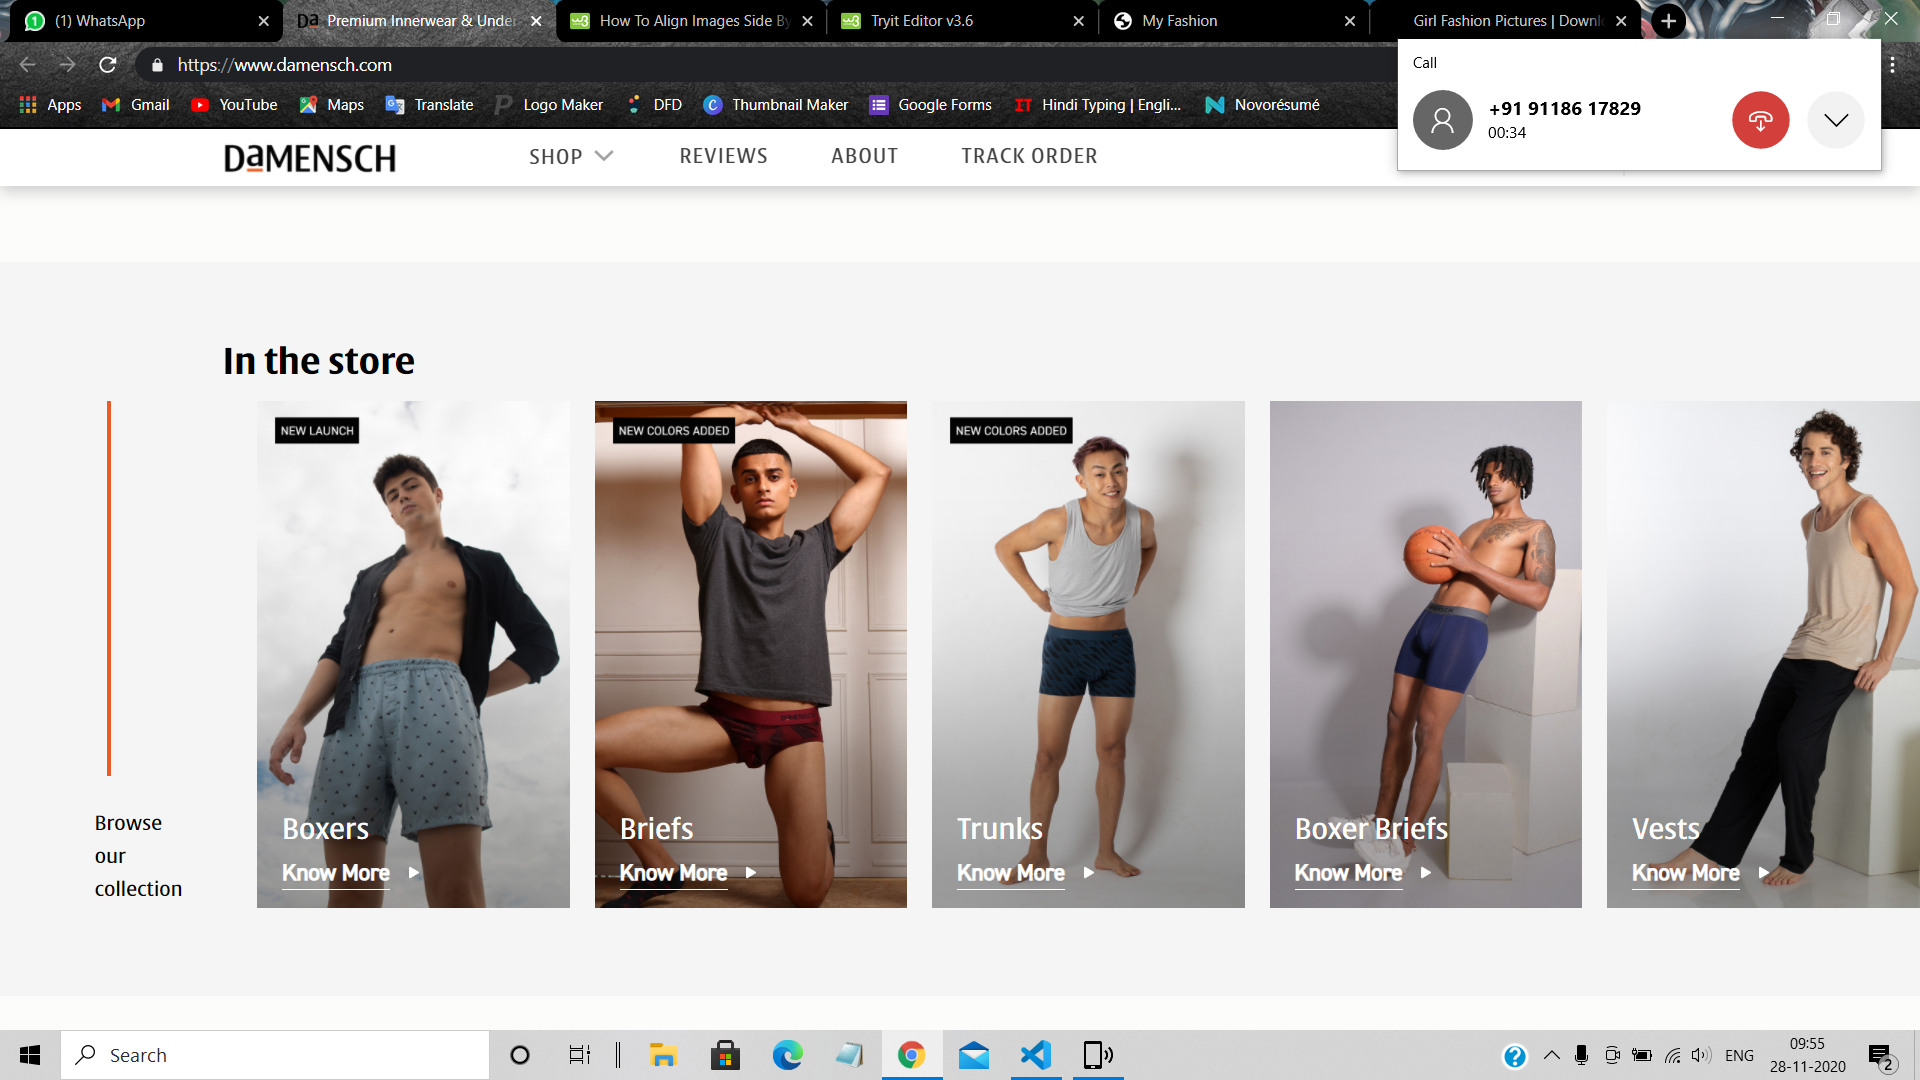 (1) WhatsApp
Premium Innerwear & Under
How To Align Images Side By
Tryit Editor v3.6
My Fashion
Girl Fashion Pictures | Downl
https://www.damensch.com
Apps
Gmail
YouTube
Maps
Translate
Logo Maker
DFD
Thumbnail Maker
Google Forms
Hindi Typing | Engli...
Novorésumé
Call
+91 91186 17829
00:34
DaMENSCH
SHOP
REVIEWS
ABOUT
TRACK ORDER
In the store
NEW LAUNCH
NEW COLORS ADDED
NEW COLORS ADDED
Browse
our
collection
Boxers
Know More
Briefs
Know More
Trunks
Know More
Boxer Briefs
Know More
Vests
Know More
Search
ENG
09:55
28-11-2020
2